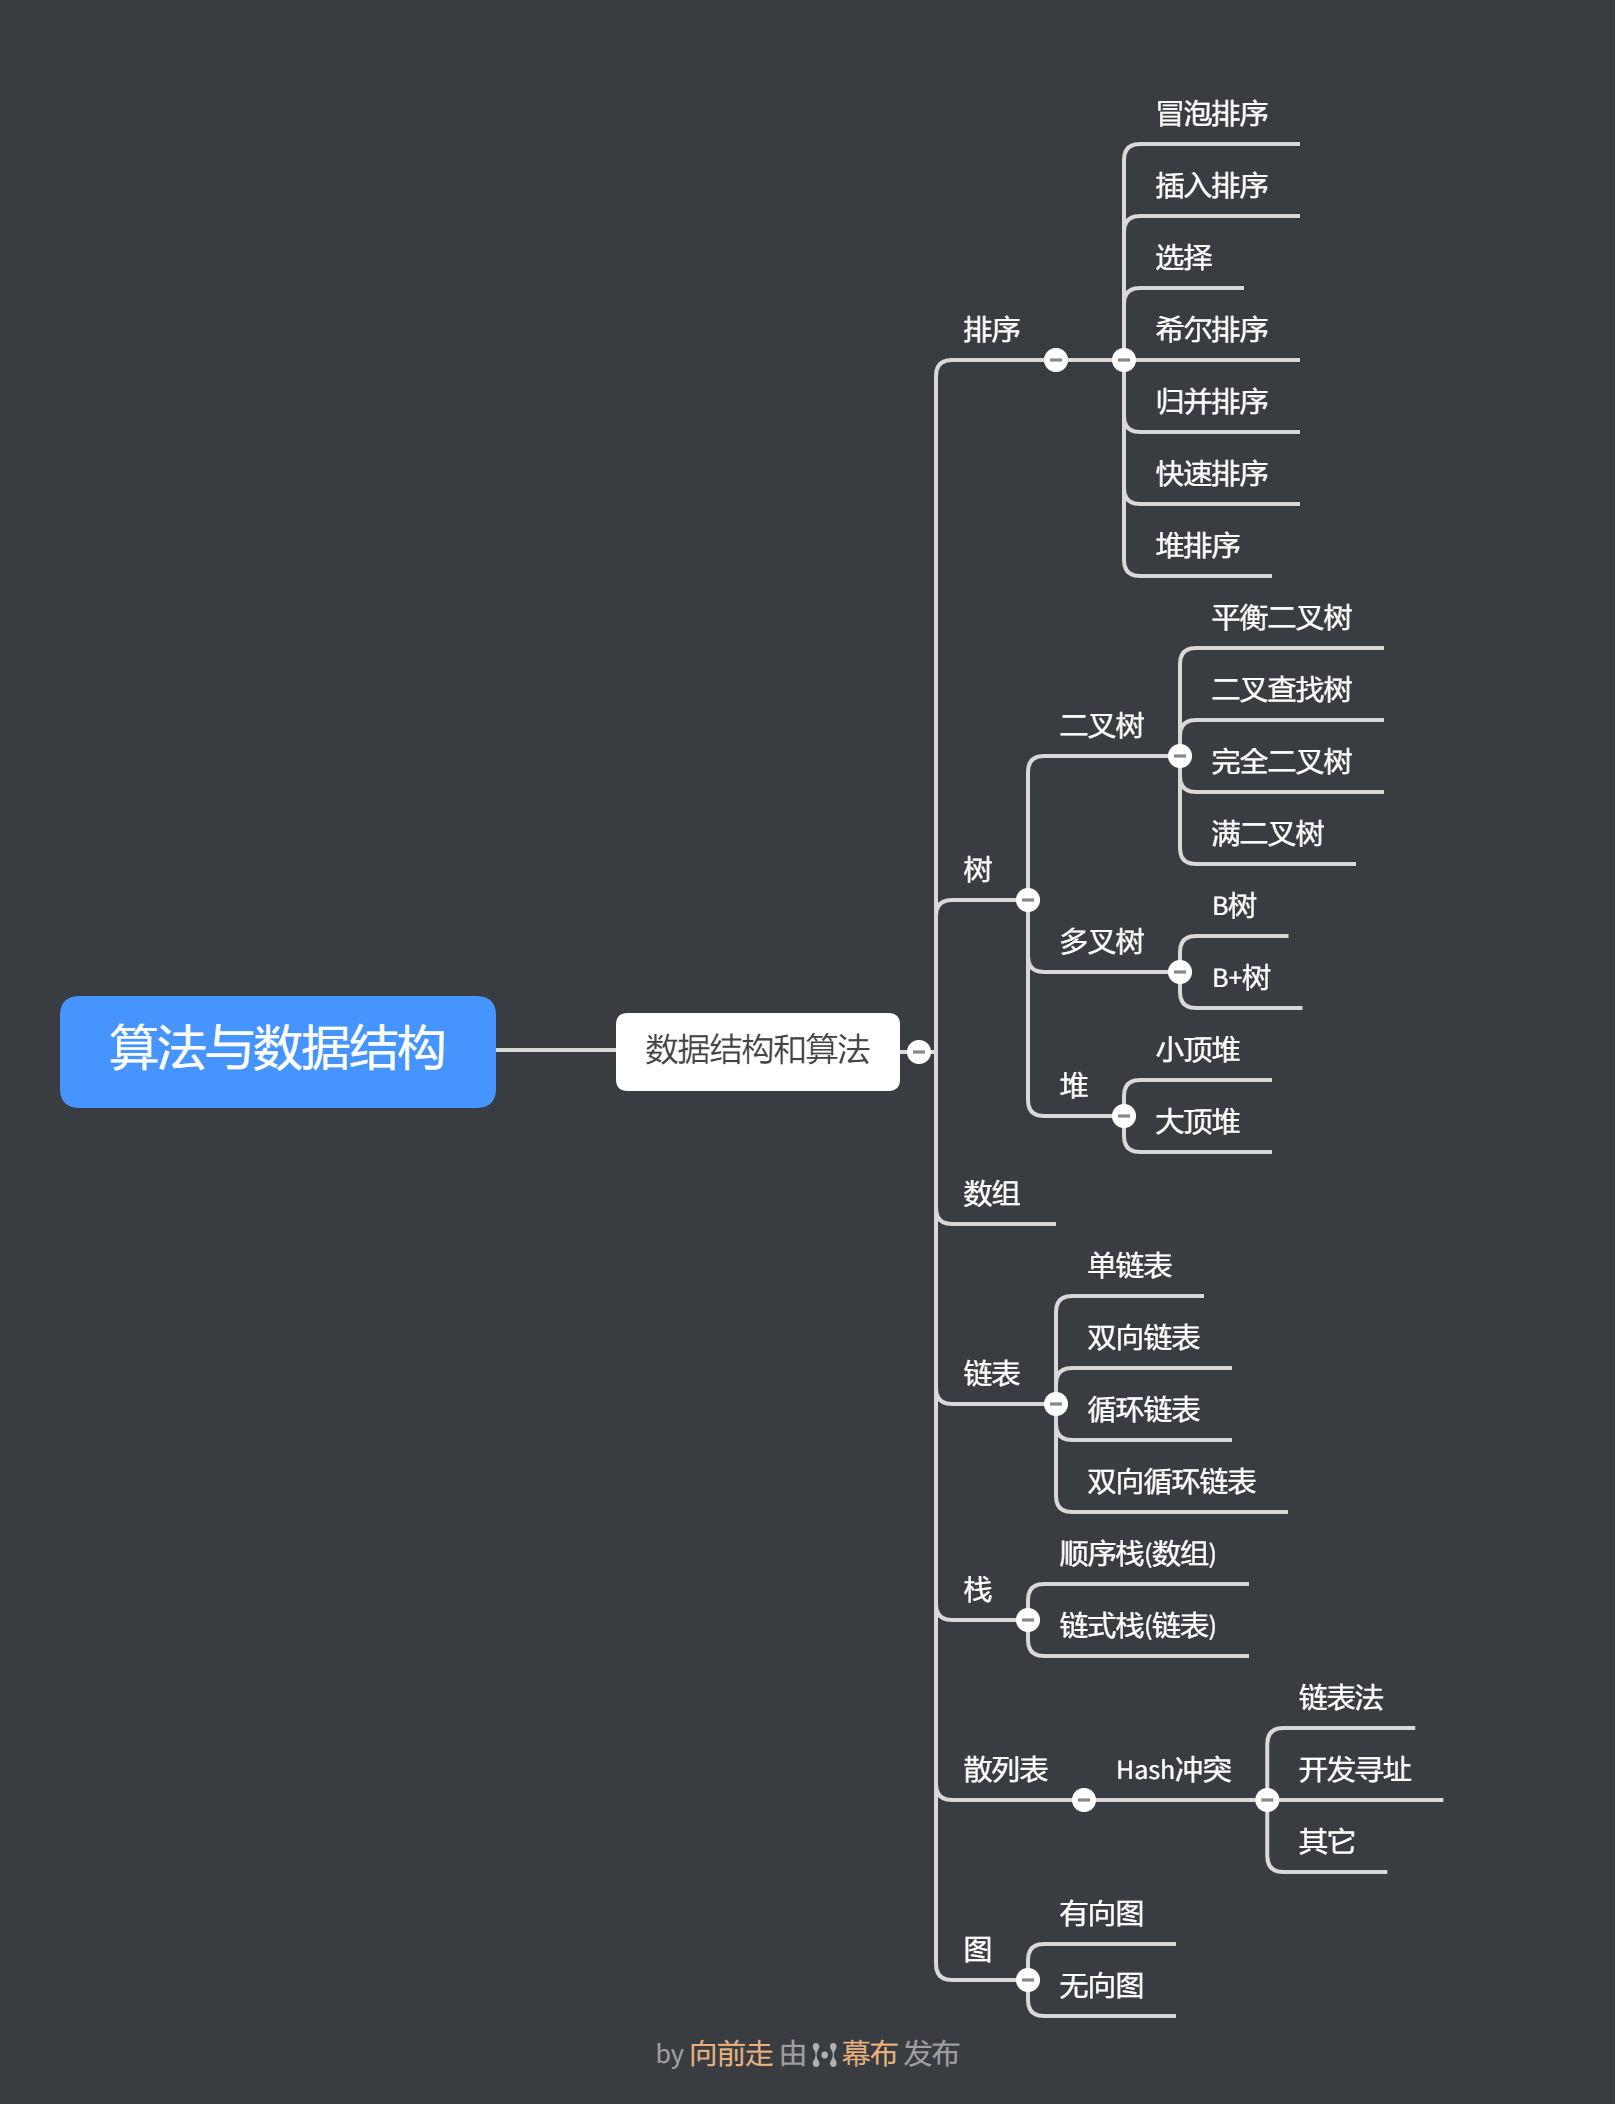 冒泡排序
插入排序
选择
排序
希尔排序
归并排序
快速排序
堆排序
平衡二叉树
二叉查找树
二叉树
完全二叉树
满二叉树
树
B树
多叉树
B+树
小顶堆
堆
大顶堆
算法与数据结构
数据结构和算法
数组
单链表
双向链表
链表
循环链表
双向循环链表
顺序栈(数组)
栈
链式栈(链表)
链表法
散列表
Hash冲突
开发寻址
其它
有向图
图
无向图
by 向前走 由 幕布 发布